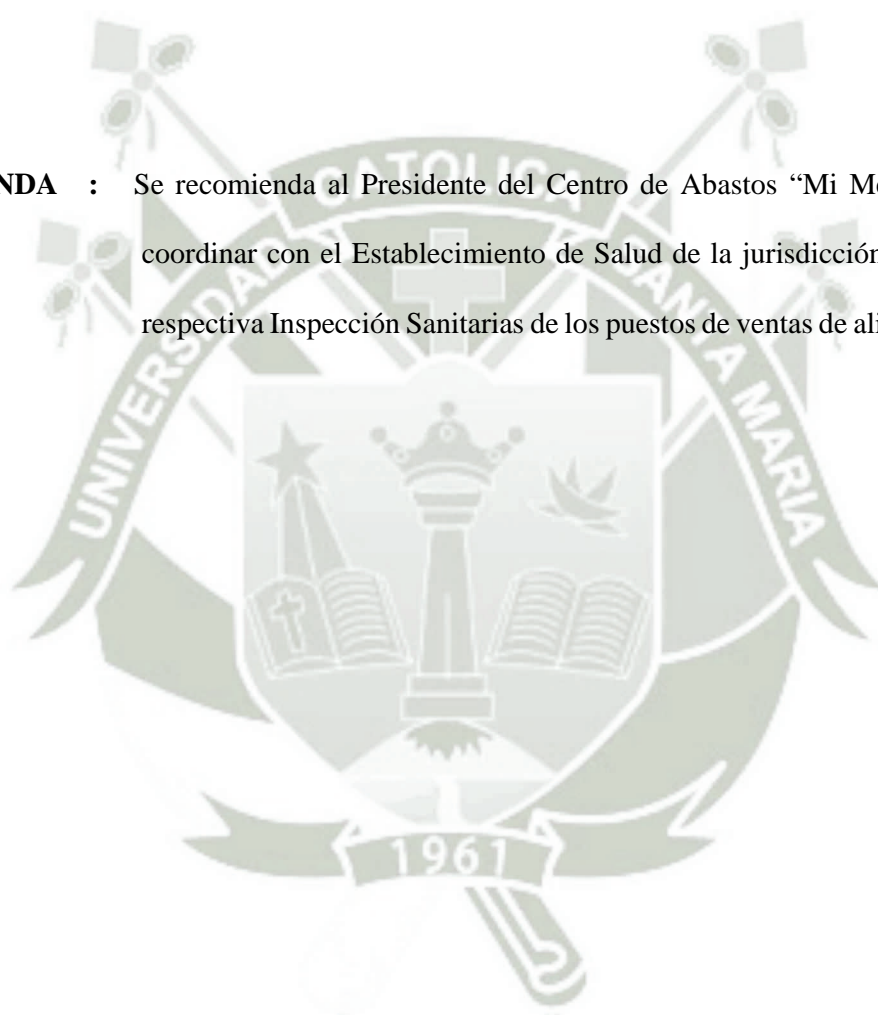 NDA : Se recomienda al Presidente del Centro de Abastos “Mi M
coordinar con el Establecimiento de Salud de la jurisdicción
respectiva Inspección Sanitarias de los puestos de ventas de ali
UNIVERSIDAD CATOLICA SANTA MARIA
1961